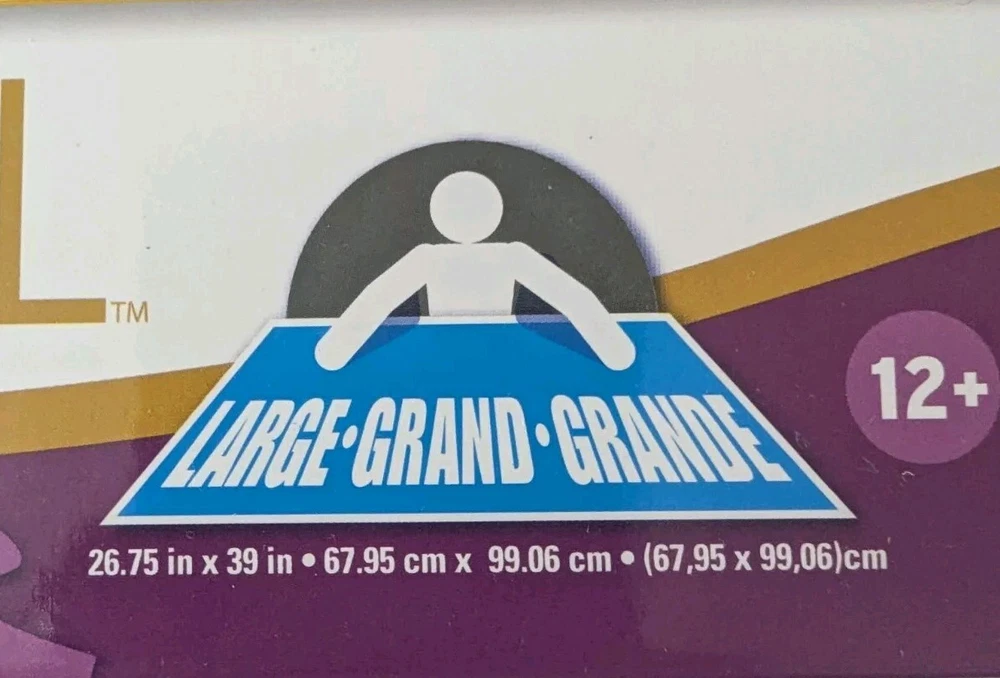 L™
LARGE•GRAND•GRANDE
12+
26.75 in x 39 in • 67.95 cm x 99.06 cm • (67,95 x 99,06)cm